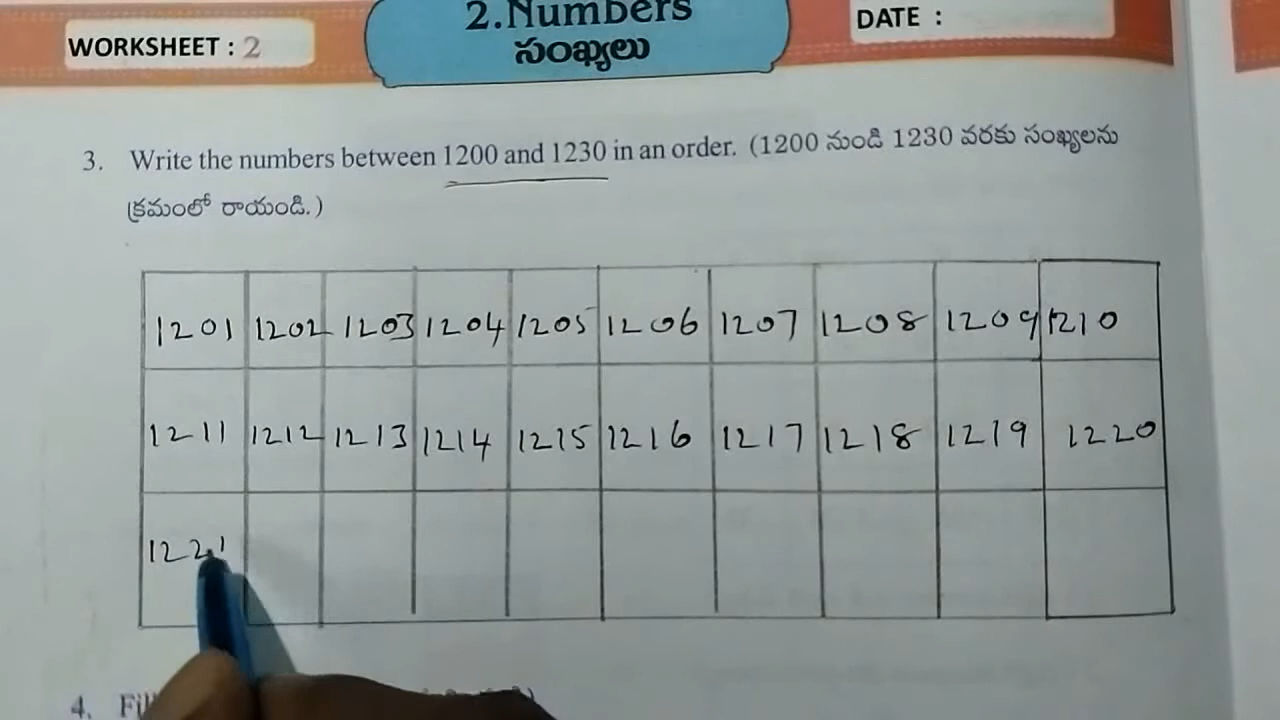 WORKSHEET : 2
2.Numbers
సంఖ్యలు
DATE :
3. Write the numbers between 1200 and 1230 in an order. (1200 నుండి 1230 వరకు సంఖ్యలను
క్రమంలో రాయండి.)
1201 1202 1203 1204 1205 1206 1207 1208 1209 1210
1211 1212 1213 1214 1215 1216 1217 1218 1219 1220
1221
4.